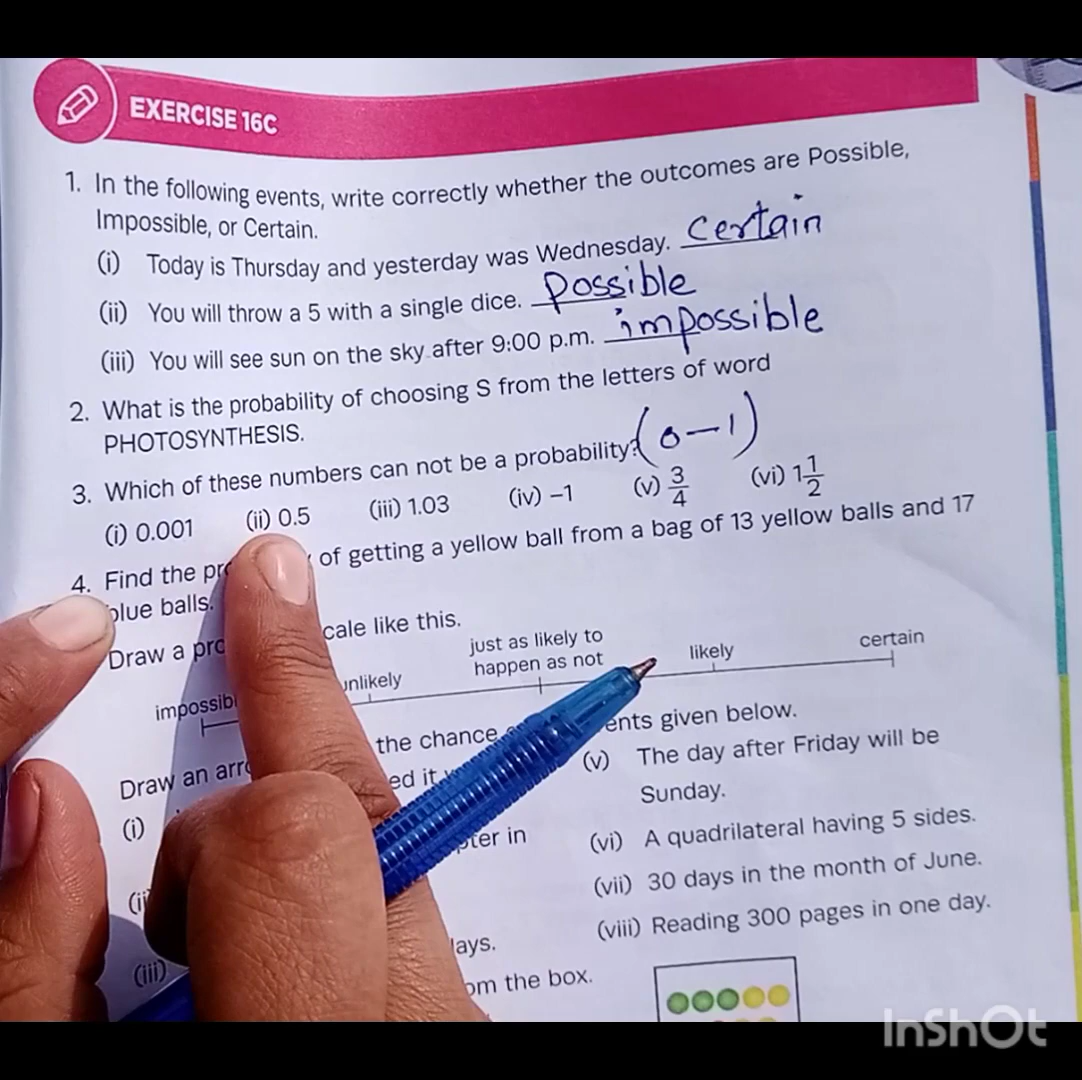 EXERCISE 16C
1. In the following events, write correctly whether the outcomes are Possible,
Impossible, or Certain.
(i) Today is Thursday and yesterday was Wednesday. certain
(ii) You will throw a 5 with a single dice. possible
(iii) You will see sun on the sky after 9:00 p.m. impossible
2. What is the probability of choosing S from the letters of word
PHOTOSYNTHESIS.
3. Which of these numbers can not be a probability? (0-1)
(i) 0.001 (ii) 0.5 (iii) 1.03 (iv) –1 (v) 3/4 (vi) 1 1/2
4. Find the of getting a yellow ball from a bag of 13 yellow balls and 17
blue balls.
Draw a cale like this.
impossib unlikely just as likely to happen as not likely certain
the chance ents given below.
Draw an ed it
(i) pter in
(v) The day after Friday will be
Sunday.
(vi) A quadrilateral having 5 sides.
(vii) 30 days in the month of June.
(iii) lays.
(viii) Reading 300 pages in one day.
om the box.
InShOt